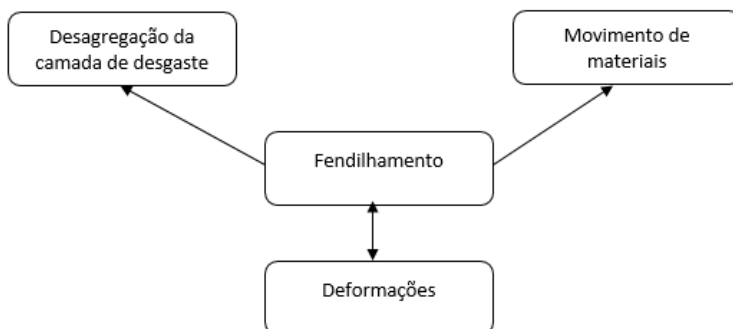 Desagregação da
camada de desgaste
Movimento de
materiais
Fendilhamento
Deformações